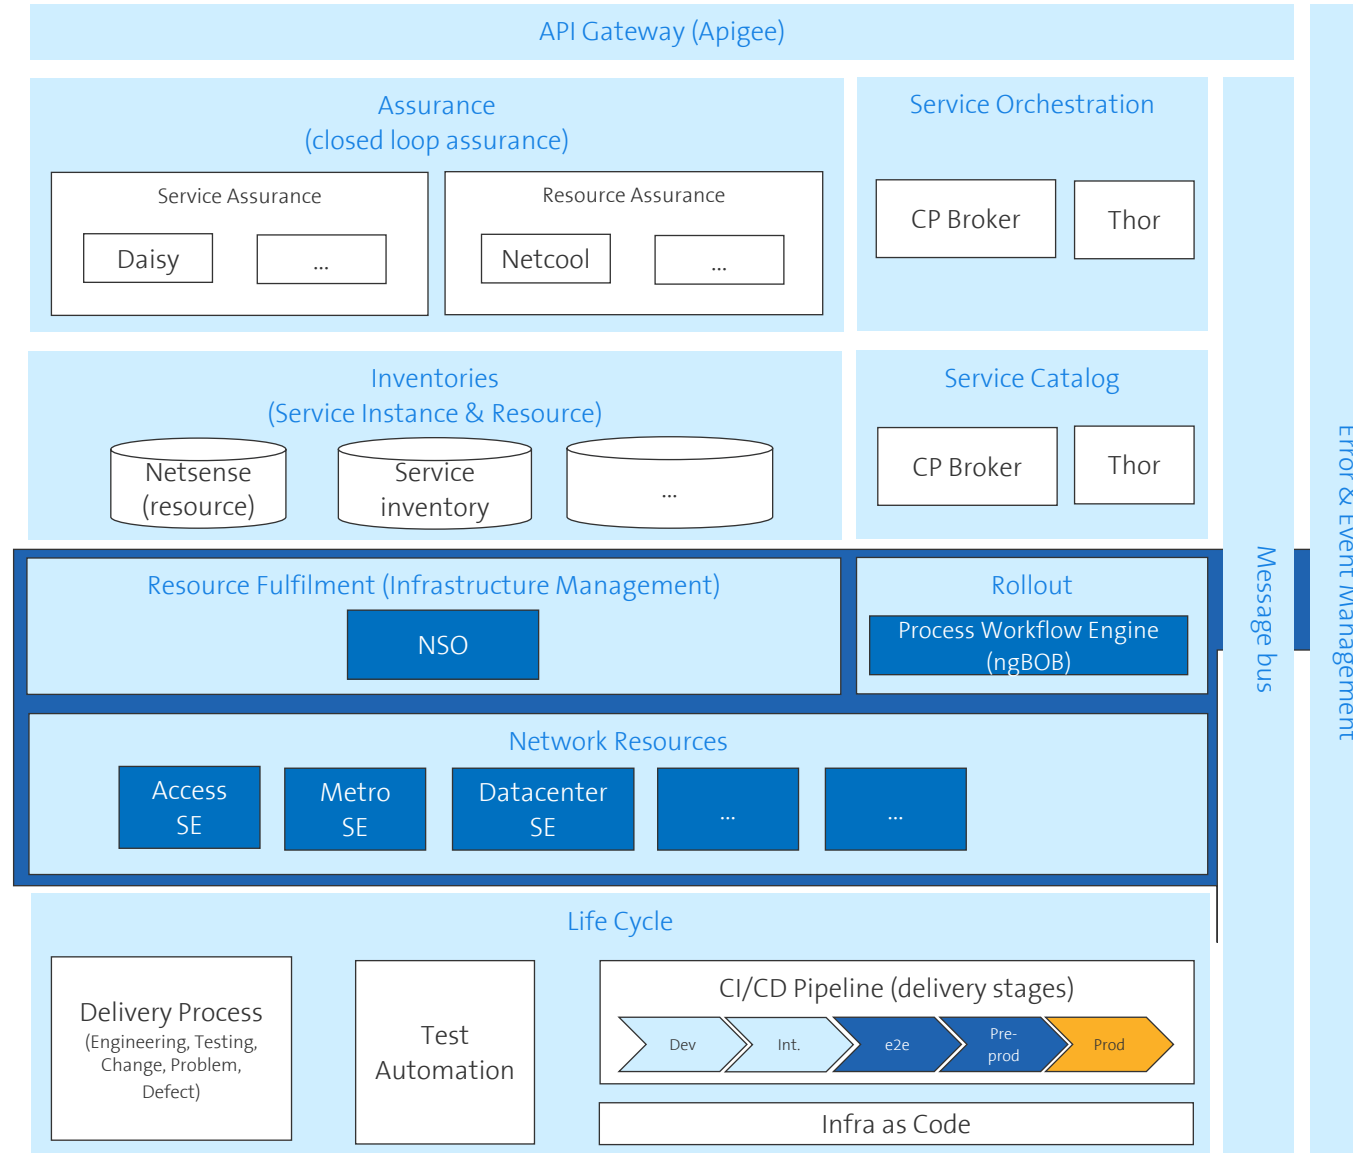 API Gateway (Apigee)
Assurance
(closed loop assurance)
Service Assurance
Daisy
...
Resource Assurance
Netcool
...
Service Orchestration
CP Broker
Thor
Inventories
(Service Instance & Resource)
Netsense
(resource)
Service
inventory
...
Service Catalog
CP Broker
Thor
Resource Fulfilment (Infrastructure Management)
NSO
Rollout
Process Workflow Engine
(ngBOB)
Network Resources
Access
SE
Metro
SE
Datacenter
SE
...
...
Life Cycle
Delivery Process
(Engineering, Testing,
Change, Problem,
Defect)
Test
Automation
CI/CD Pipeline (delivery stages)
Dev
Int.
e2e
Pre-
prod
Prod
Infra as Code
Message bus
Error & Event Management